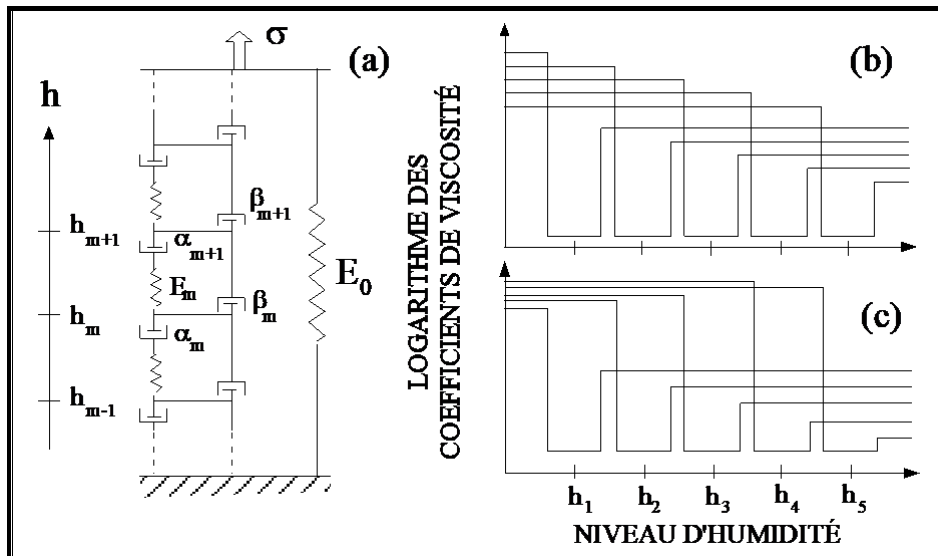 σ
(a)
h
h_{m+1}
h_m
h_{m-1}
β_{m+1}
α_{m+1}
E_m
β_m
α_m
E_0
LOGARITHME DES
COEFFICIENTS DE VISCOSITÉ
(b)
(c)
h_1 h_2 h_3 h_4 h_5
NIVEAU D'HUMIDITÉ